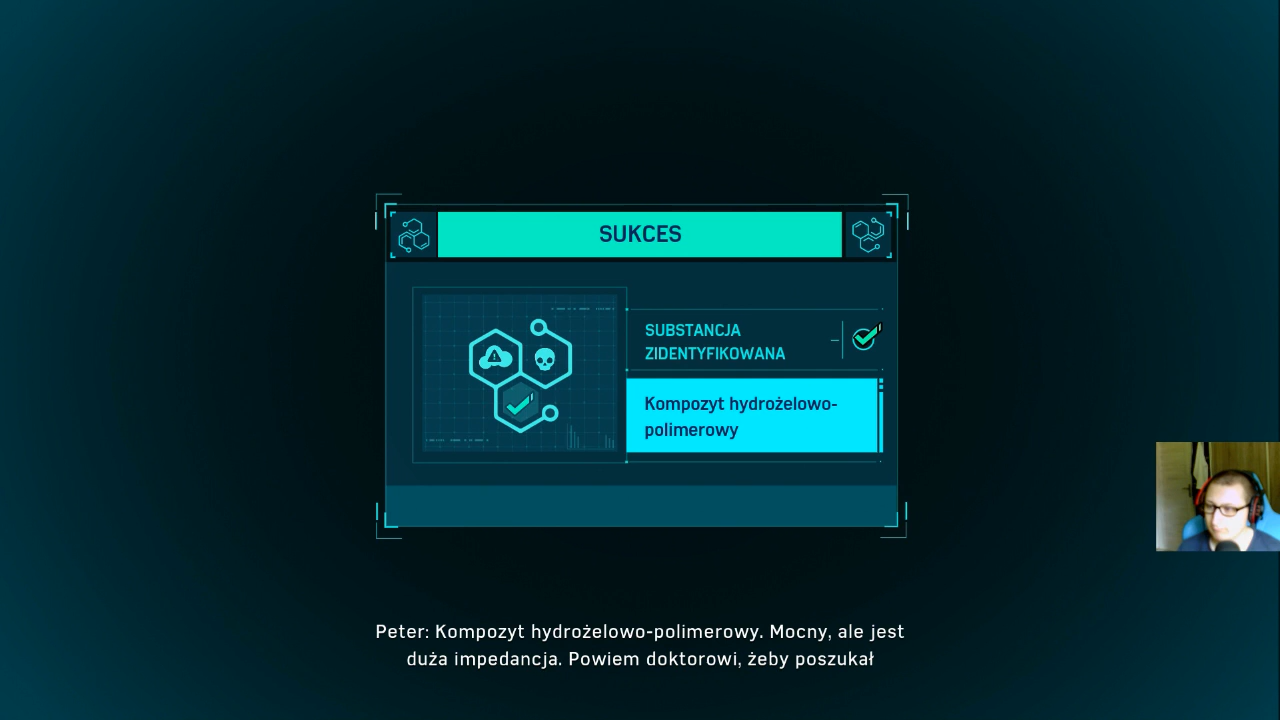 SUKCES
SUBSTANCJA
ZIDENTYFIKOWANA
Kompozyt hydrożelowo-
polimerowy
Peter: Kompozyt hydrożelowo-polimerowy. Mocny, ale jest
duża impedancja. Powiem doktorowi, żeby poszukał